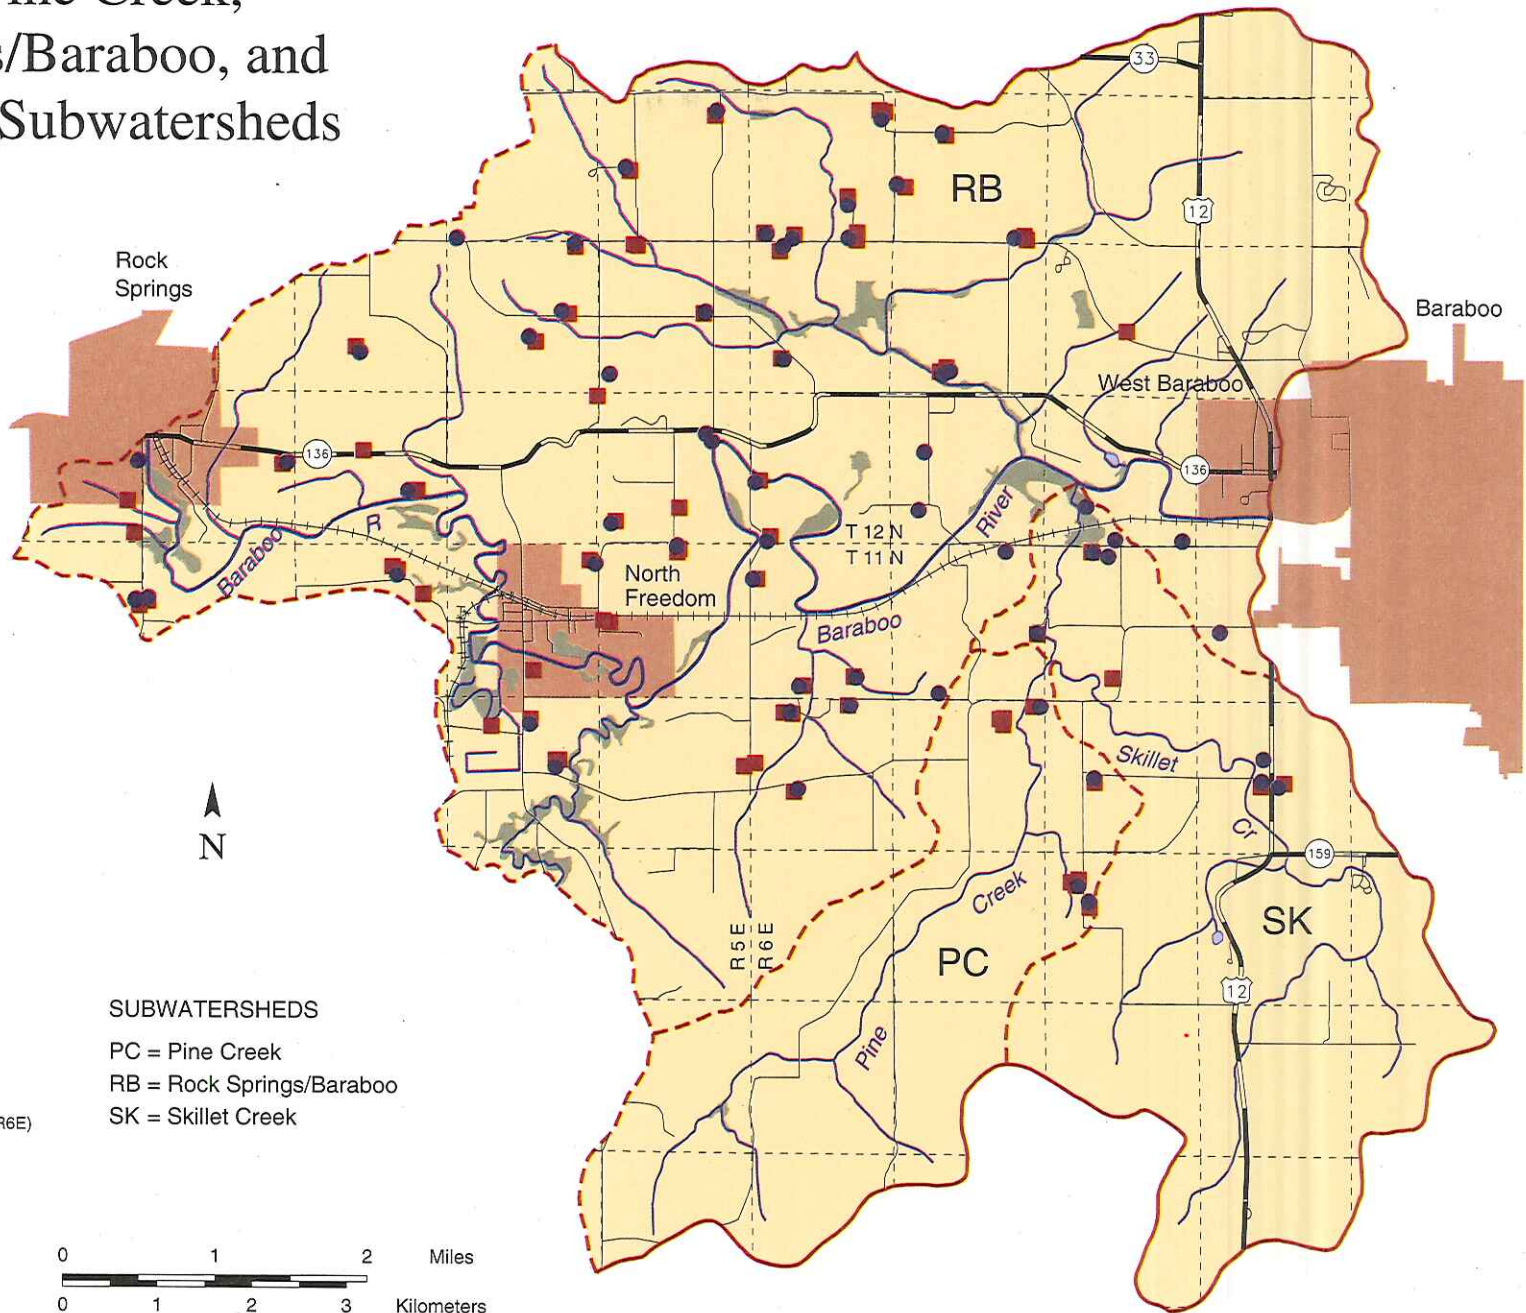 s/Baraboo, and
Subwatersheds
33
RB
12
Rock
Springs
Baraboo
West Baraboo
136
136
R
Baraboo
River
T 12 N
T 11 N
North
Freedom
Baraboo
Skillet
Cr
159
Creek
SK
R5E
R6E
PC
12
N
Pine
SUBWATERSHEDS
PC = Pine Creek
RB = Rock Springs/Baraboo
R6E)
SK = Skillet Creek
0 1 2 Miles
0 1 2 3 Kilometers